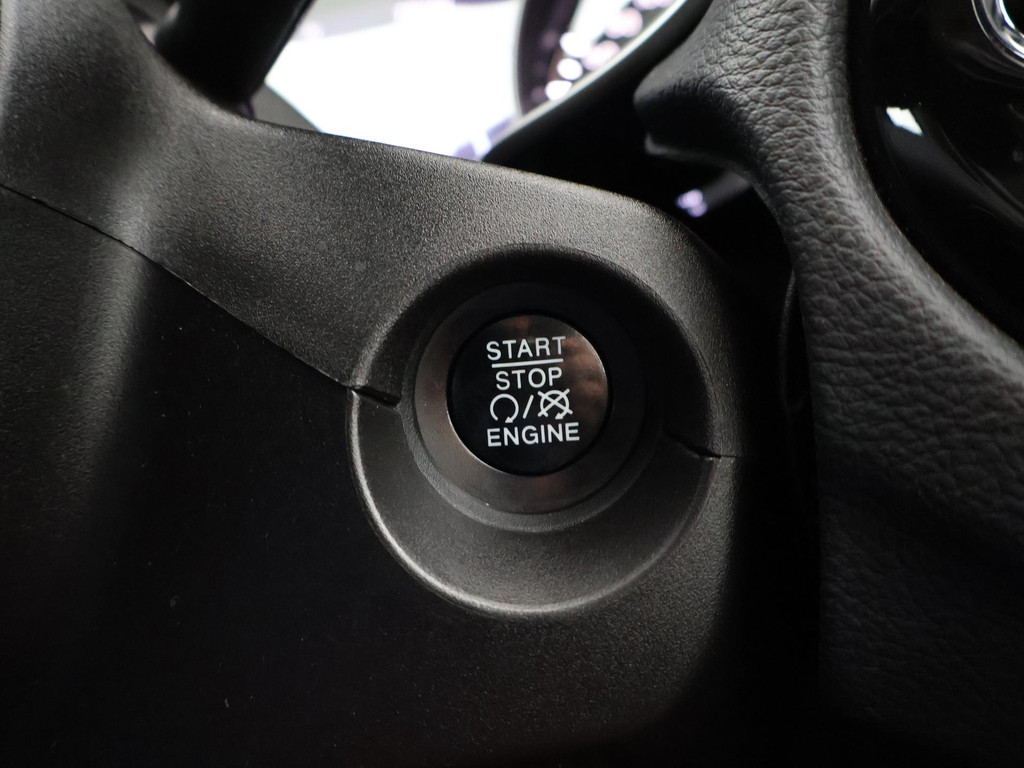 START
STOP
/
ENGINE